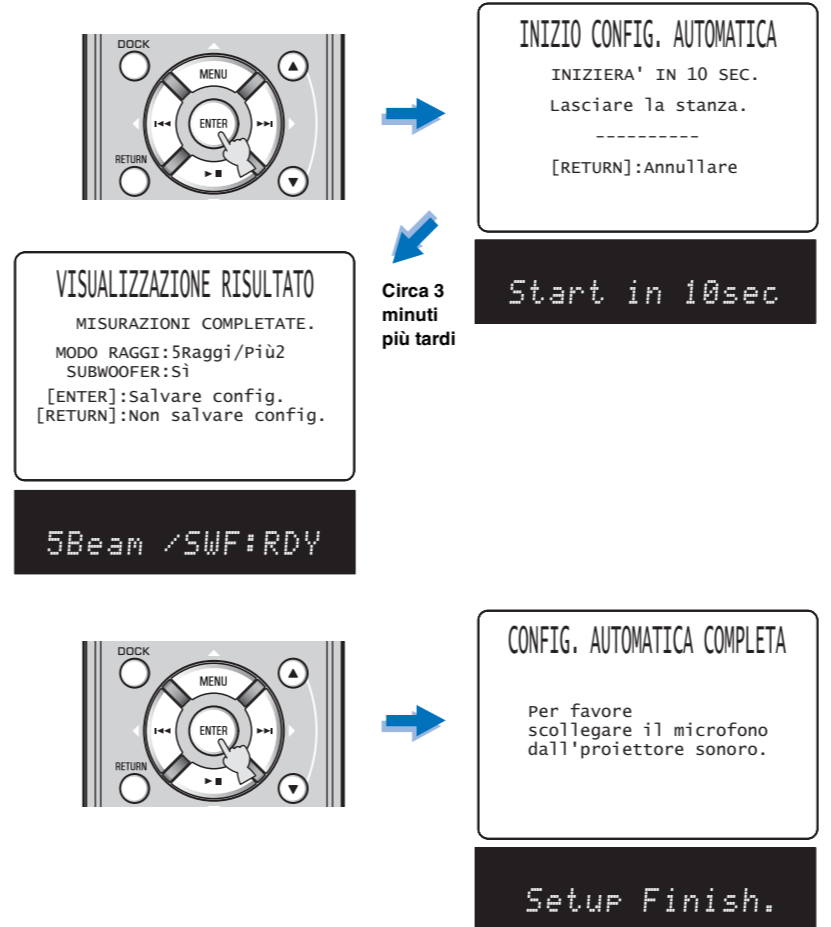 DOCK
MENU
ENTER
RETURN
INIZIO CONFIG. AUTOMATICA
INIZIERA' IN 10 SEC.
Lasciare la stanza.
----------
[RETURN]:Annullare
Start in 10sec
Circa 3
minuti
più tardi
VISUALIZZAZIONE RISULTATO
MISURAZIONI COMPLETATE.
MODO RAGGI:5Raggi/Più2
SUBWOOFER:Sì
[ENTER]:Salvare config.
[RETURN]:Non salvare config.
5Beam /SWF:RDY
DOCK
MENU
ENTER
RETURN
CONFIG. AUTOMATICA COMPLETA
Per favore
scollegare il microfono
dall'proiettore sonoro.
Setup Finish.